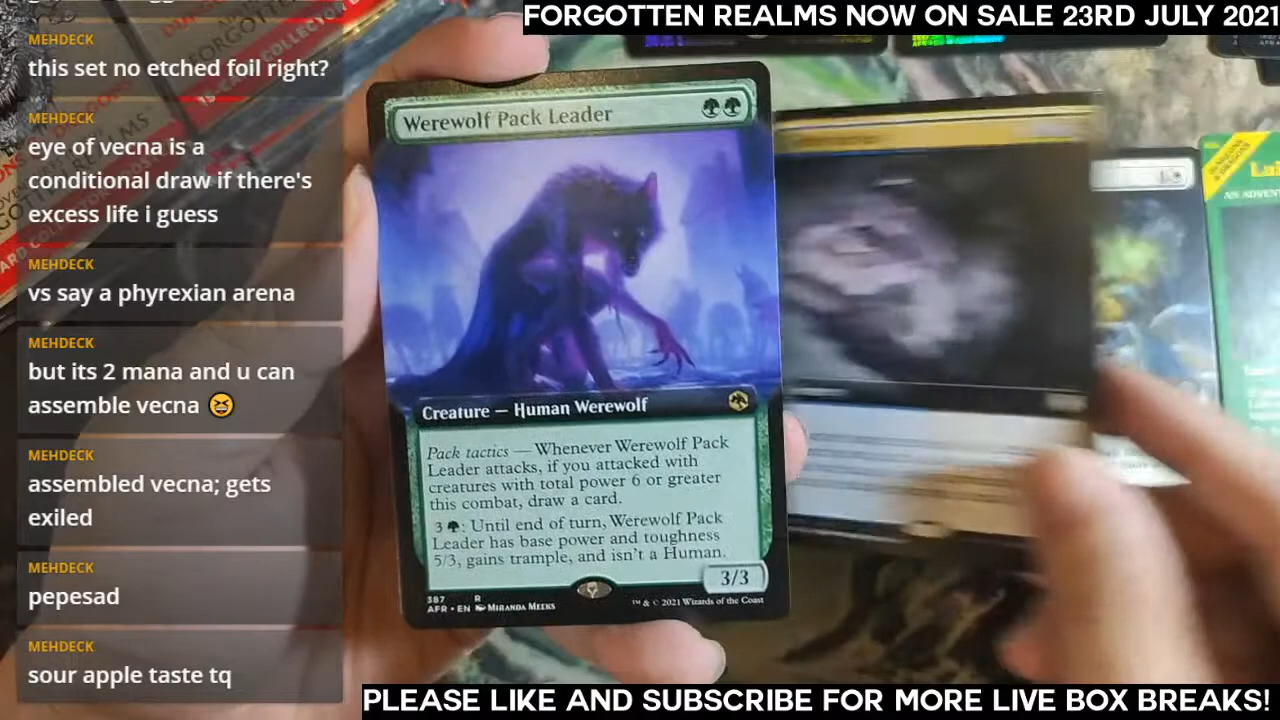 FORGOTTEN REALMS NOW ON SALE 23RD JULY 2021
MEHDECK
this set no etched foil right?
MEHDECK
eye of vecna is a
conditional draw if there's
excess life i guess
MEHDECK
vs say a phyrexian arena
MEHDECK
but its 2 mana and u can
assemble vecna 😆
MEHDECK
assembled vecna; gets
exiled
MEHDECK
pepesad
MEHDECK
sour apple taste tq
Werewolf Pack Leader
Creature — Human Werewolf
Pack tactics — Whenever Werewolf Pack
Leader attacks, if you attacked with
creatures with total power 6 or greater
this combat, draw a card.
3 : Until end of turn, Werewolf Pack
Leader has base power and toughness
5/3, gains trample, and isn't a Human.
3/3
387 R
AFR • EN MIRANDA MEEKS
™ & © 2021 Wizards of the Coast
PLEASE LIKE AND SUBSCRIBE FOR MORE LIVE BOX BREAKS!